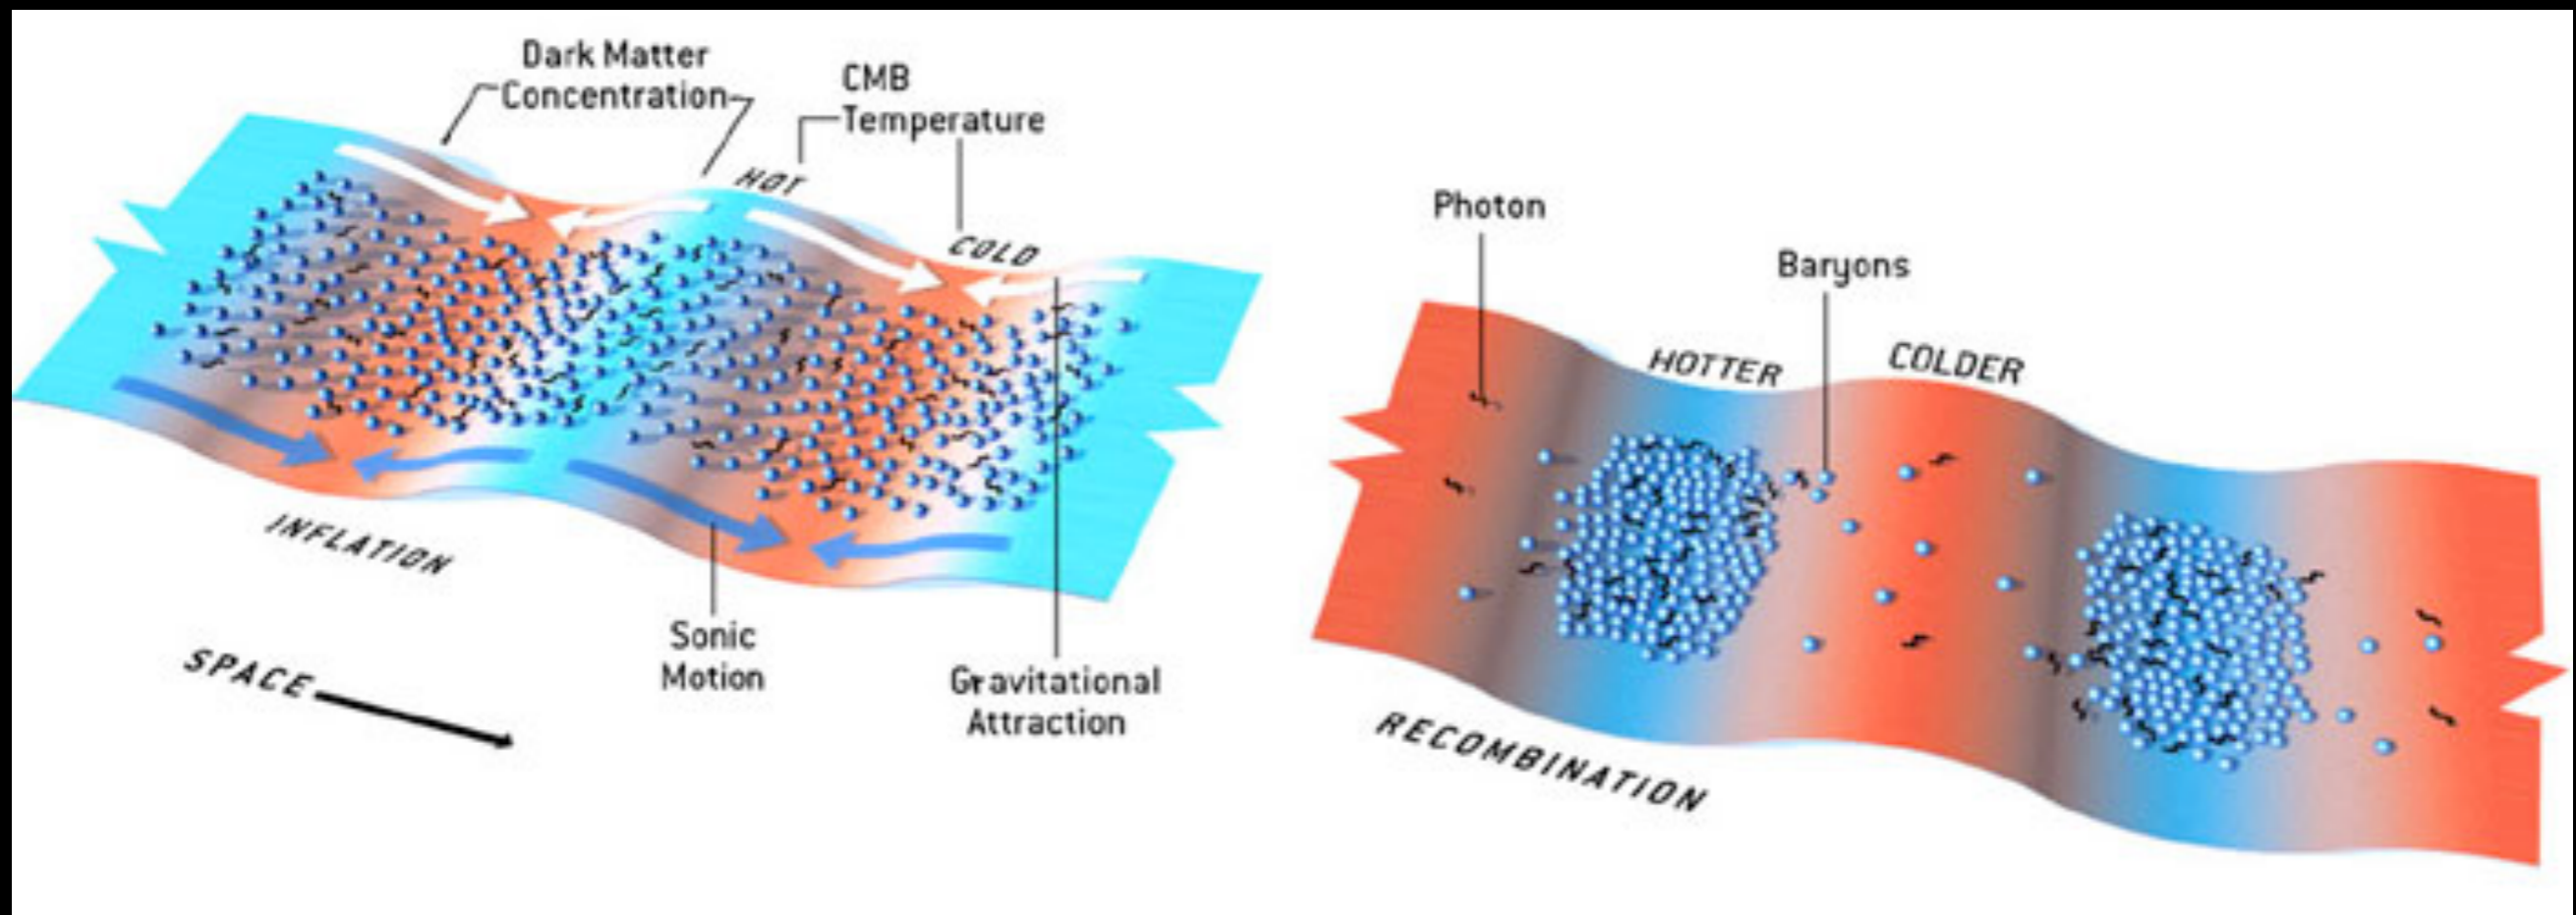 Dark Matter
Concentration
CMB
Temperature
HOT
COLD
INFLATION
SPACE
Sonic
Motion
Gravitational
Attraction
Photon
Baryons
HOTTER
COLDER
RECOMBINATION